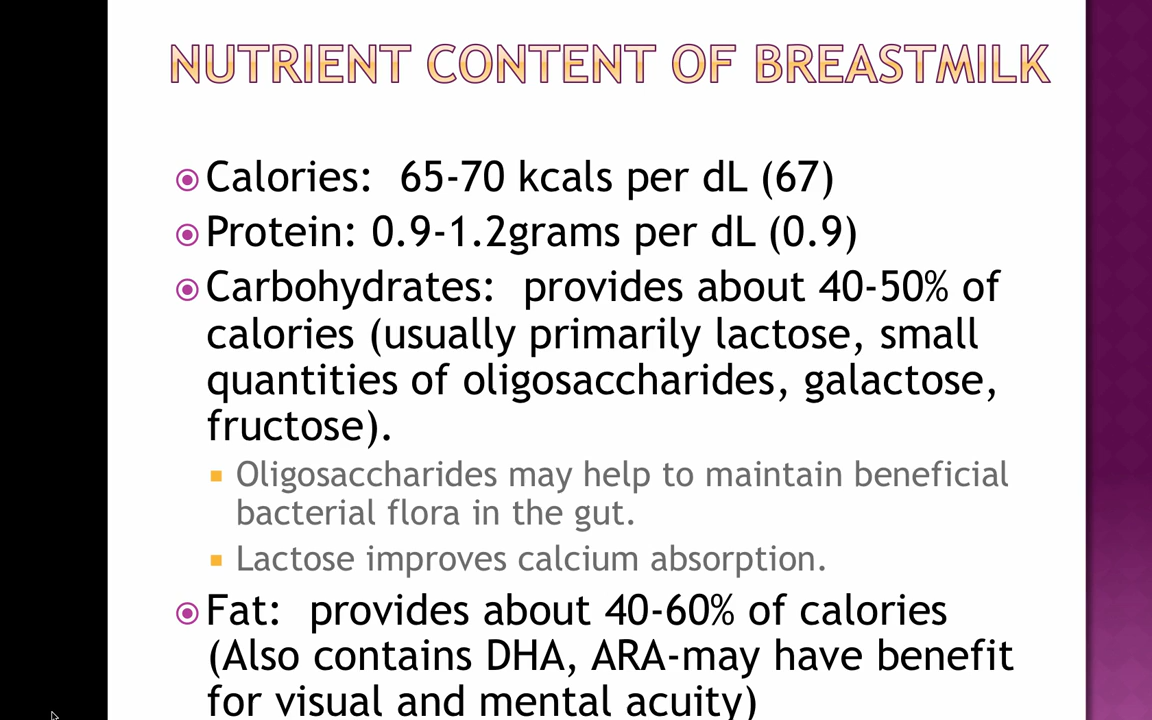 NUTRIENT CONTENT OF BREASTMILK
Calories:  65-70 kcals per dL (67)
Protein: 0.9-1.2grams per dL (0.9)
Carbohydrates:  provides about 40-50% of
calories (usually primarily lactose, small
quantities of oligosaccharides, galactose,
fructose).
Oligosaccharides may help to maintain beneficial
bacterial flora in the gut.
Lactose improves calcium absorption.
Fat:  provides about 40-60% of calories
(Also contains DHA, ARA-may have benefit
for visual and mental acuity)